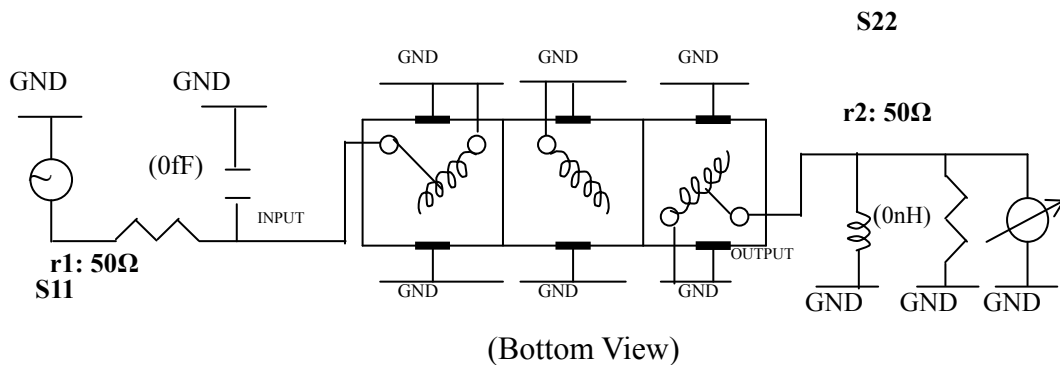 S22
GND
GND
GND
GND
GND
r2: 50Ω
(0fF)
INPUT
(0nH)
OUTPUT
r1: 50Ω
S11
GND
GND
GND
GND
GND
GND
(Bottom View)